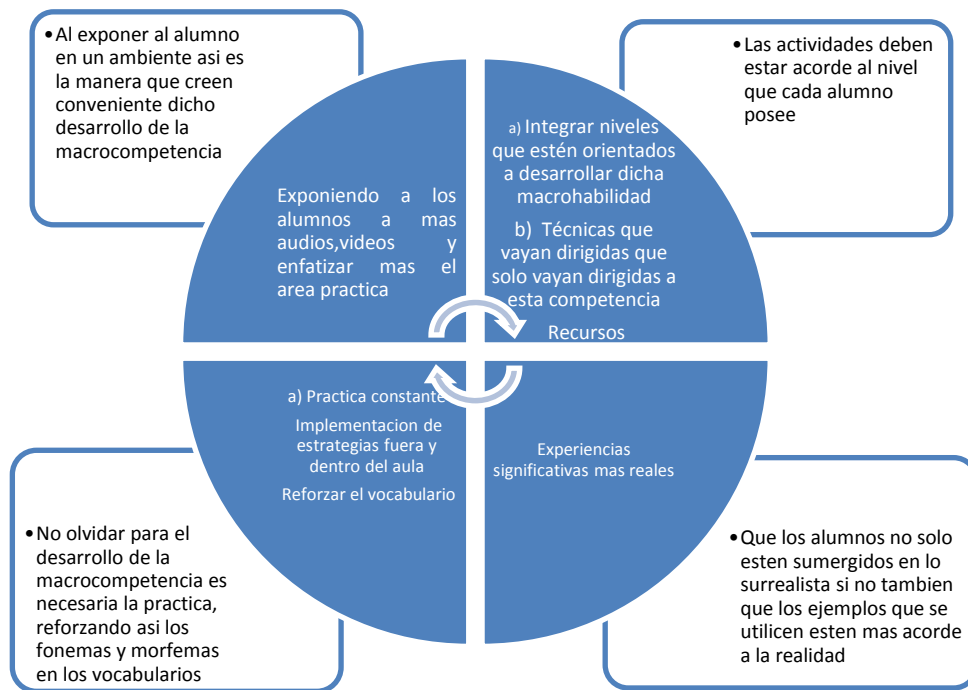 •Al exponer al alumno
en un ambiente asi es
la manera que creen
conveniente dicho
desarrollo de la
macrocompetencia
•Las actividades deben
estar acorde al nivel
que cada alumno
posee
Exponiendo a los
alumnos a mas
audios,videos y
enfatizar mas el
area practica
a) Integrar niveles
que estén orientados
a desarrollar dicha
macrohabilidad
b) Técnicas que
vayan dirigidas que
solo vayan dirigidas a
esta competencia
Recursos
a) Practica constante
Implementacion de
estrategias fuera y
dentro del aula
Reforzar el vocabulario
Experiencias
significativas mas reales
•No olvidar para el
desarrollo de la
macrocompetencia es
necesaria la practica,
reforzando asi los
fonemas y morfemas
en los vocabularios
•Que los alumnos no solo
esten sumergidos en lo
surrealista si no tambien
que los ejemplos que se
utilicen esten mas acorde
a la realidad